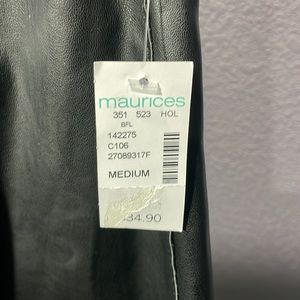 maurices
351 523 HOL
BFL
142275
C106
27089317F
MEDIUM
34.90